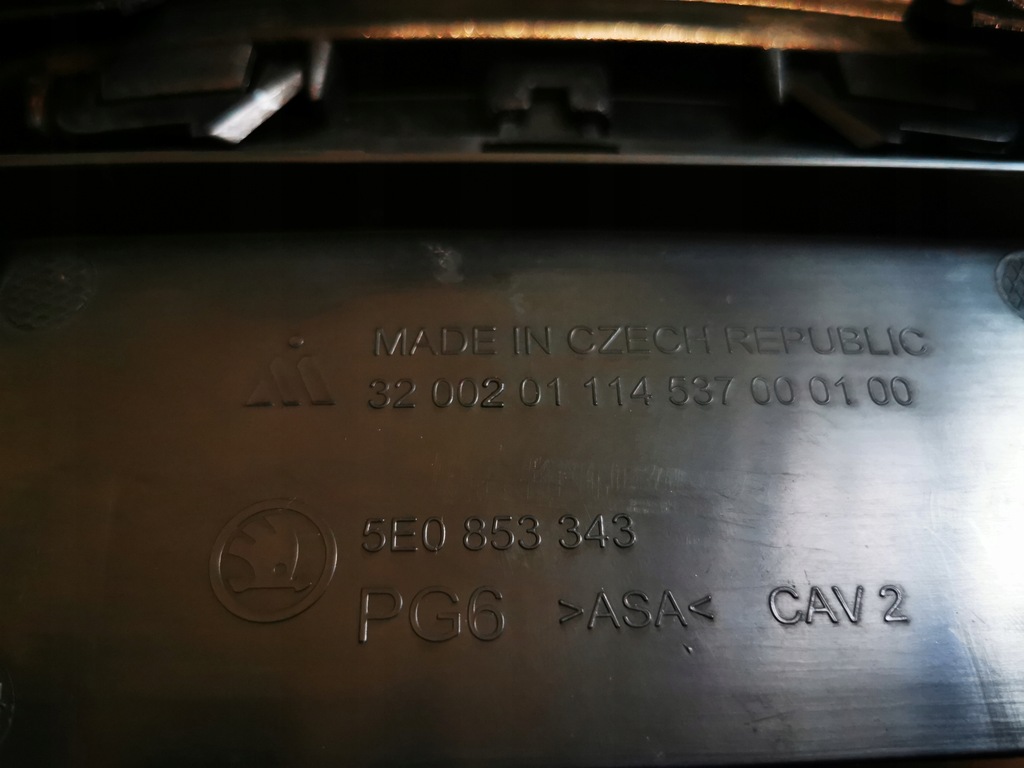 MADE IN CZECH REPUBLIC
32 002 01 114 537 00 01 00
5E0 853 343
PG6 >ASA< CAV 2